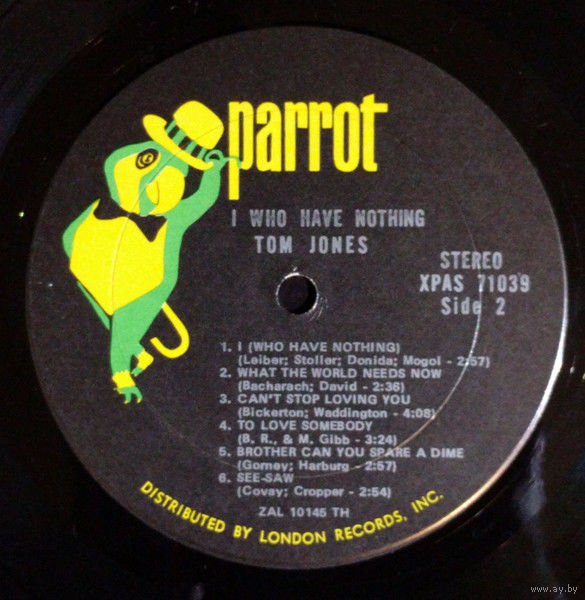 parrot
I WHO HAVE NOTHING
TOM JONES
STEREO
XPAS 71039
Side 2
1. I (WHO HAVE NOTHING)
(Leiber; Stoller; Donida; Mogol - 2:57)
2. WHAT THE WORLD NEEDS NOW
(Bacharach; David - 2:36)
3. CAN'T STOP LOVING YOU
(Bickerton; Waddington - 4:08)
4. TO LOVE SOMEBODY
(B. R., & M. Gibb - 3:24)
5. BROTHER CAN YOU SPARE A DIME
(Gorney; Harburg - 2:57)
6. SEE-SAW
(Covay; Cropper - 2:54)
ZAL 10145 TH
DISTRIBUTED BY LONDON RECORDS, INC.
www.ay.by